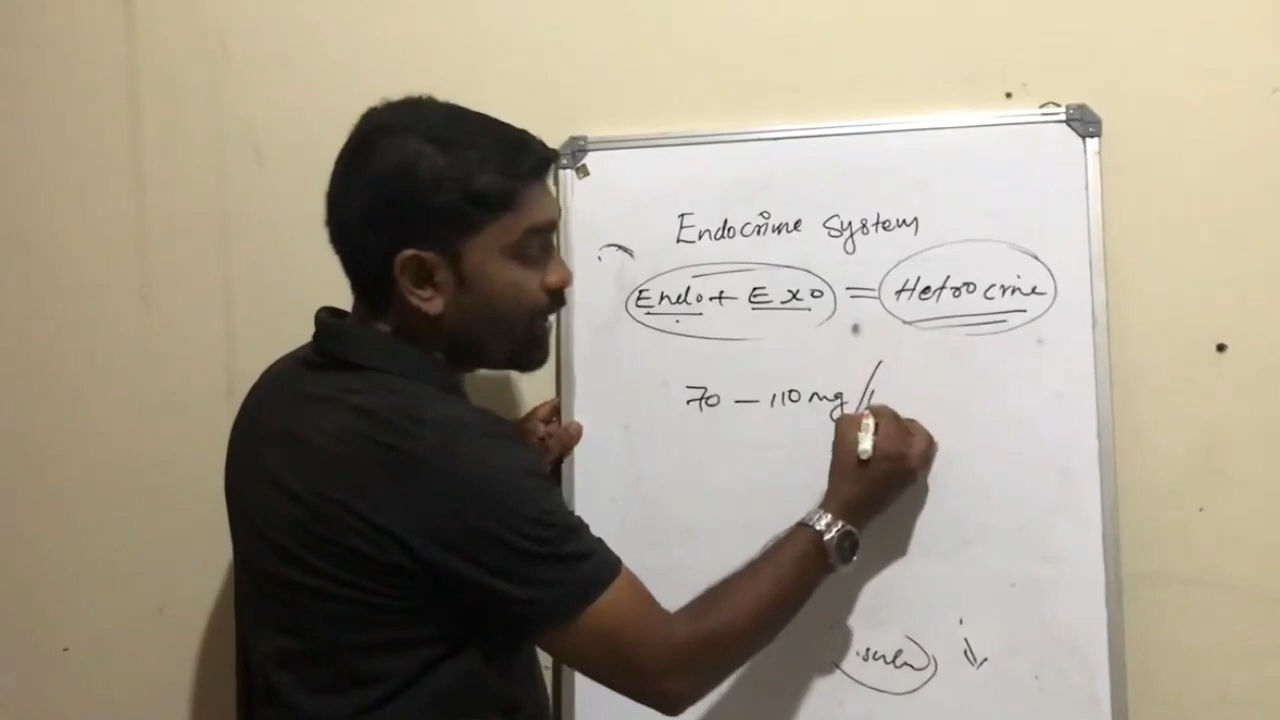 Endocrine System
Endo + Exo = Hetrocrine
70 – 110 mg/